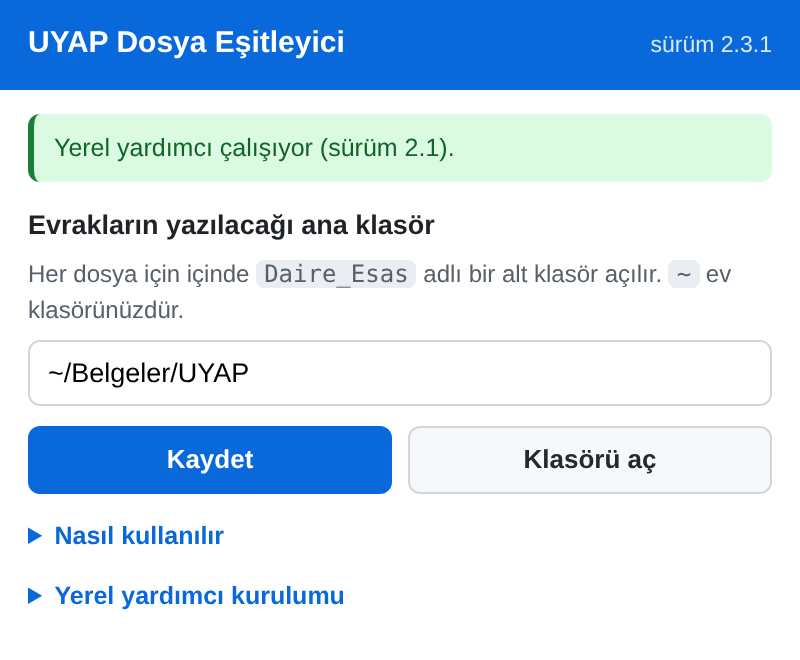 UYAP Dosya Eşitleyici
sürüm 2.3.1
Yerel yardımcı çalışıyor (sürüm 2.1).
Evrakların yazılacağı ana klasör
Her dosya için içinde Daire_Esas adlı bir alt klasör açılır. ~ ev
klasörünüzdür.
~/Belgeler/UYAP
Kaydet
Klasörü aç
Nasıl kullanılır
Yerel yardımcı kurulumu